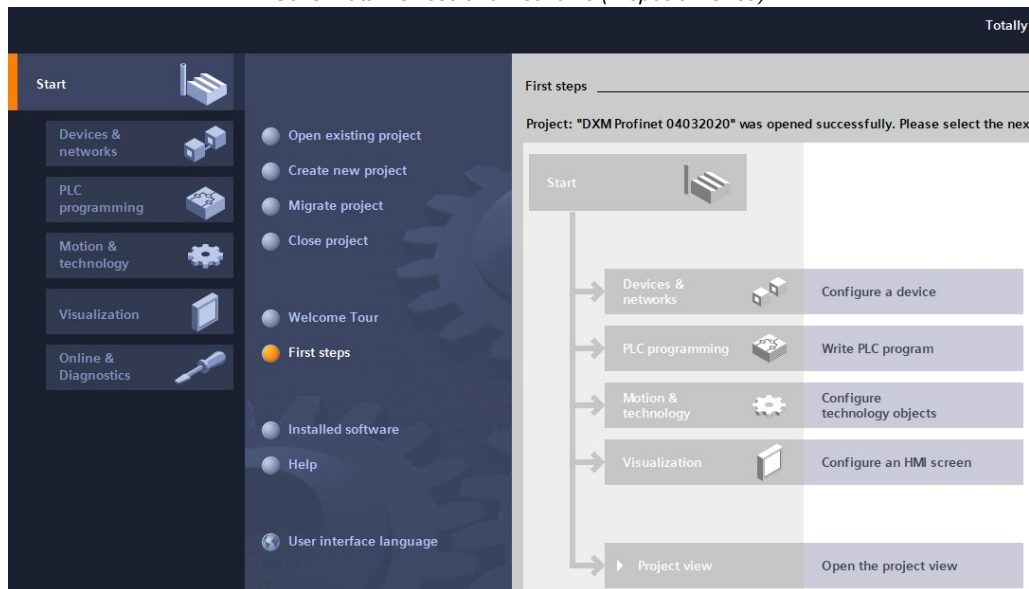 Totally
Start
Devices &
networks
PLC
programming
Motion &
technology
Visualization
Online &
Diagnostics
Open existing project
Create new project
Migrate project
Close project
Welcome Tour
First steps
Installed software
Help
User interface language
First steps
Project: "DXM Profinet 04032020" was opened successfully. Please select the nex
Start
Devices &
networks
Configure a device
PLC programming
Write PLC program
Motion &
technology
Configure
technology objects
Visualization
Configure an HMI screen
Project view
Open the project view